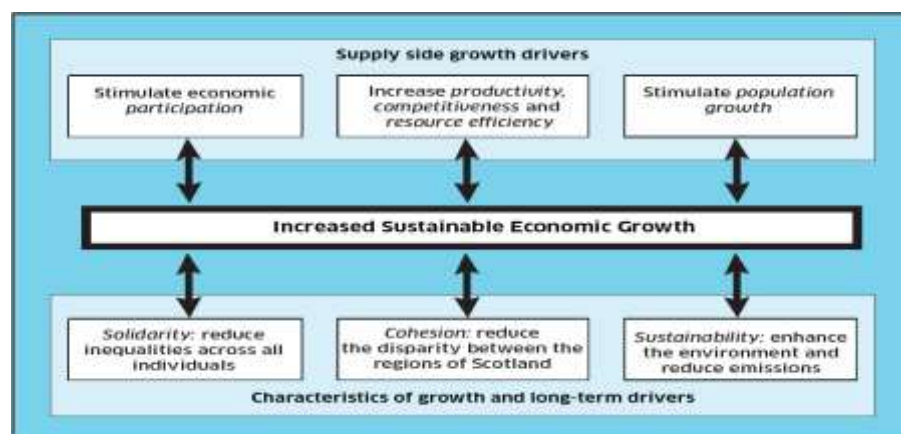 Supply side growth drivers
Stimulate economic
participation
Increase productivity,
competitiveness and
resource efficiency
Stimulate population
growth
Increased Sustainable Economic Growth
Solidarity: reduce
inequalities across all
individuals
Cohesion: reduce
the disparity between the
regions of Scotland
Sustainability: enhance
the environment and
reduce emissions
Characteristics of growth and long-term drivers